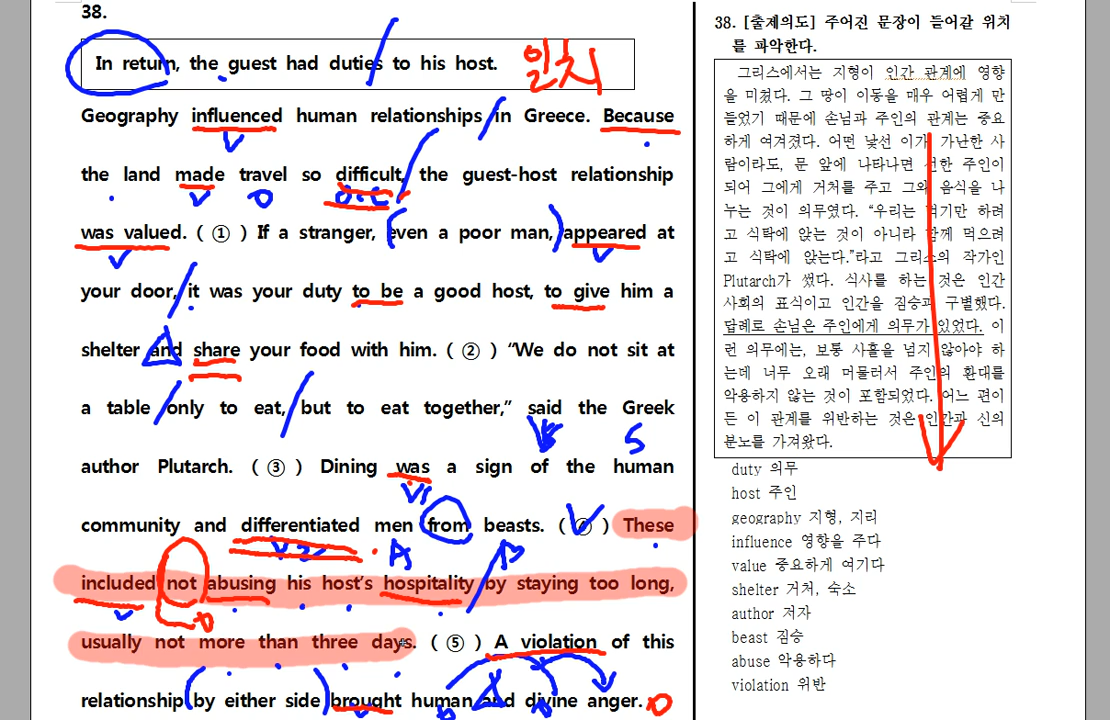 38.
In return, the guest had duties to his host.
일치
Geography influenced human relationships in Greece. Because
the land made travel so difficult, the guest-host relationship
was valued. ( ① ) If a stranger, even a poor man, appeared at
your door, it was your duty to be a good host, to give him a
shelter and share your food with him. ( ② ) “We do not sit at
a table only to eat, but to eat together,” said the Greek
author Plutarch. ( ③ ) Dining was a sign of the human
community and differentiated men from beasts. ( ④ ) These
included not abusing his host’s hospitality by staying too long,
usually not more than three days. ( ⑤ ) A violation of this
relationship by either side brought human and divine anger.
38. [출제의도] 주어진 문장이 들어갈 위치
를 파악한다.
그리스에서는 지형이 인간 관계에 영향
을 미쳤다. 그 땅이 이동을 매우 어렵게 만
들었기 때문에 손님과 주인의 관계는 중요
하게 여겨졌다. 어떤 낯선 이가 가난한 사
람이라도, 문 앞에 나타나면 선한 주인이
되어 그에게 거처를 주고 그와 음식을 나
누는 것이 의무였다. “우리는 먹기만 하려
고 식탁에 앉는 것이 아니라 함께 먹으려
고 식탁에 앉는다.”라고 그리스의 작가인
Plutarch가 썼다. 식사를 하는 것은 인간
사회의 표식이고 인간을 짐승과 구별했다.
답례로 손님은 주인에게 의무가 있었다. 이
런 의무에는, 보통 사흘을 넘지 않아야 하
는데 너무 오래 머물러서 주인의 환대를
악용하지 않는 것이 포함되었다. 어느 편이
든 이 관계를 위반하는 것은 인간과 신의
분노를 가져왔다.
duty 의무
host 주인
geography 지형, 지리
influence 영향을 주다
value 중요하게 여기다
shelter 거처, 숙소
author 저자
beast 짐승
abuse 악용하다
violation 위반